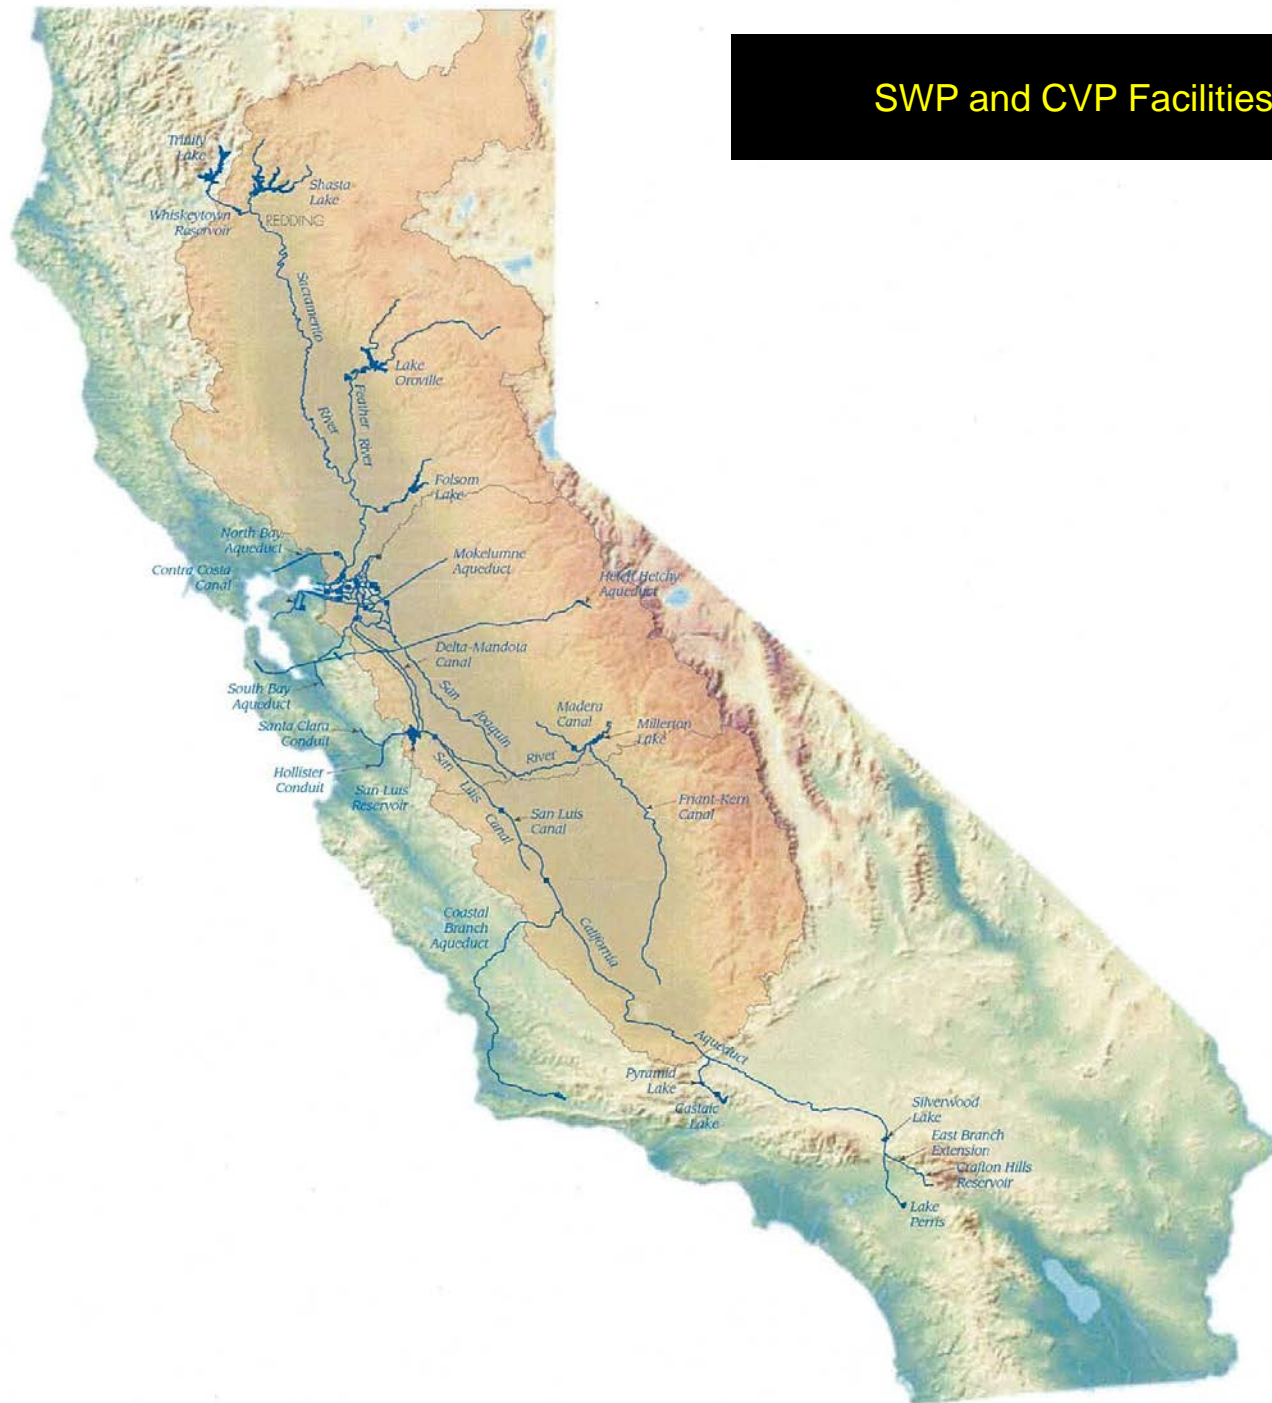 SWP and CVP Facilities
Trinity
Lake
Shasta
Lake
Whiskeytown
Reservoir
REDDING
Sacramento
River
Lake
Oroville
Feather
River
Folsom
Lake
North Bay
Aqueduct
Contra Costa
Canal
Mokelumne
Aqueduct
Hetch Hetchy
Aqueduct
Delta-Mandota
Canal
South Bay
Aqueduct
San
Joaquin
River
Madera
Canal
Millerton
Lake
Santa Clara
Conduit
Hollister
Conduit
San Luis
Reservoir
San
Luis
Canal
San Luis
Canal
Friant-Kern
Canal
Coastal
Branch
Aqueduct
California
Aqueduct
Pyramid
Lake
Castaic
Lake
Silverwood
Lake
East Branch
Extension
Crafton Hills
Reservoir
Lake
Perris